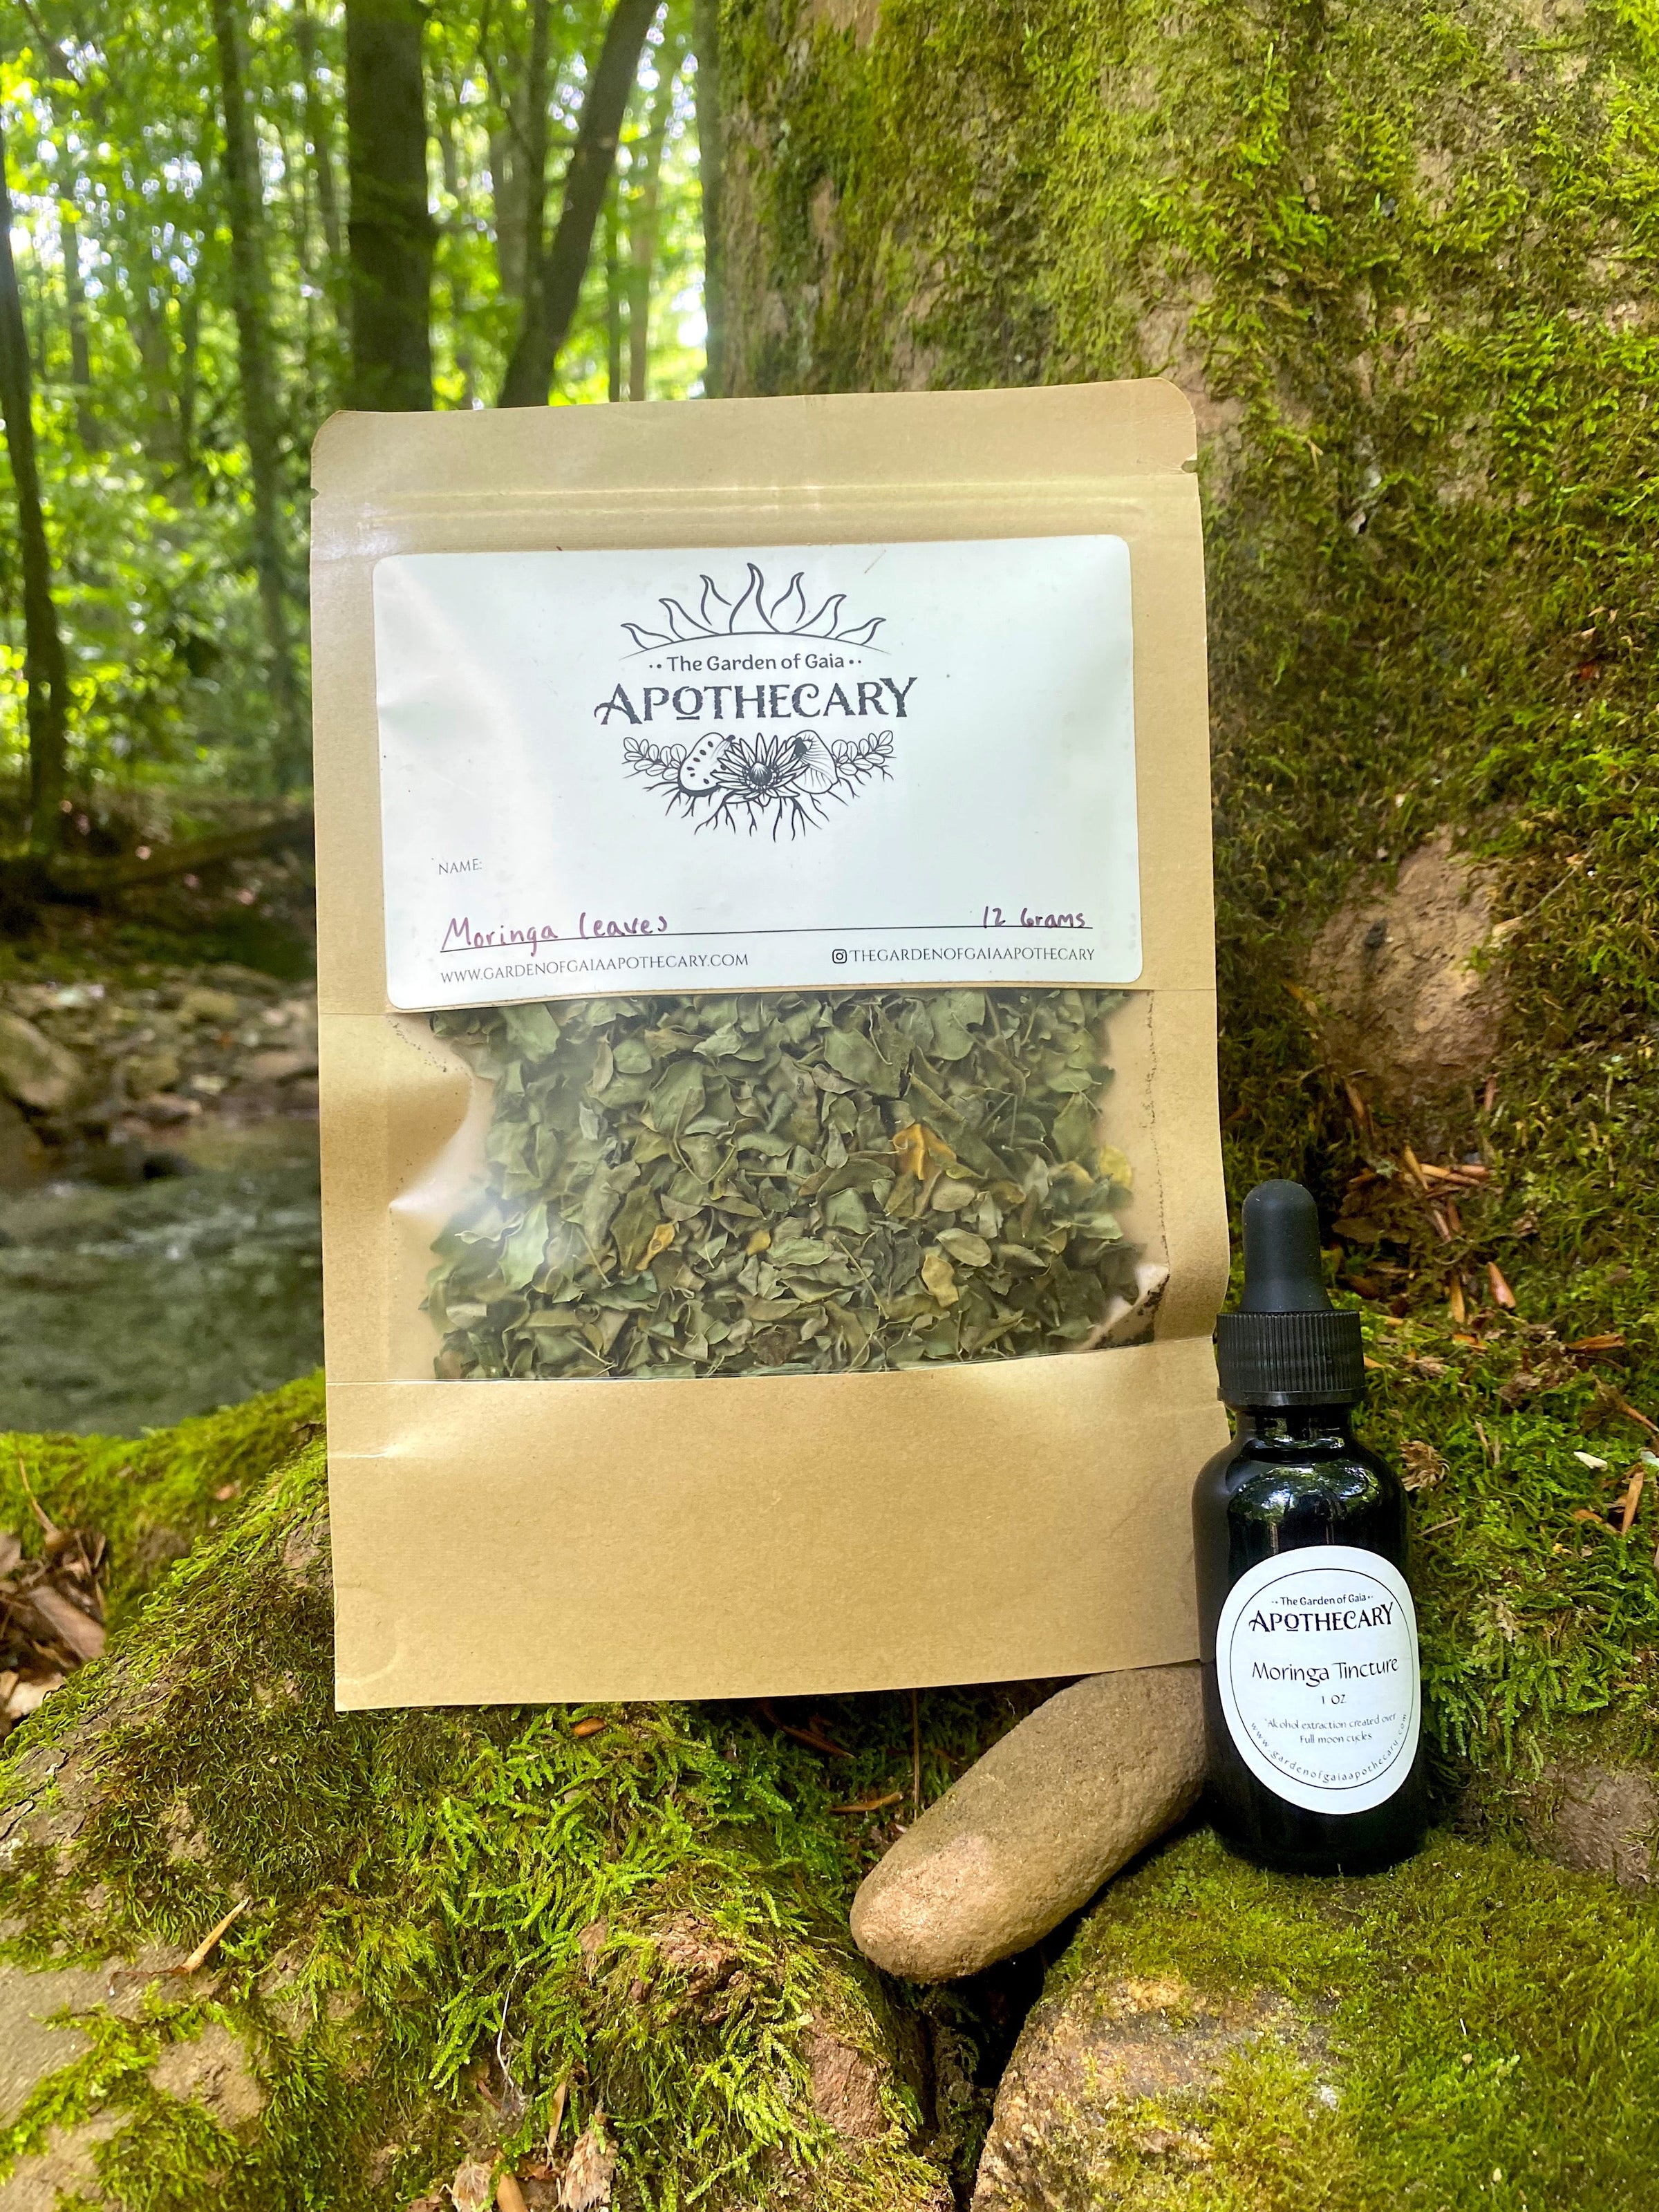 ·• The Garden of Gaia •·
APOTHECARY
NAME:
Moringa leaves 12 Grams
WWW.GARDENOFGAIAAPOTHECARY.COM THEGARDENOFGAIAAPOTHECARY
·• The Garden of Gaia •·
APOTHECARY
Moringa Tincture
1 oz
*Alcohol extraction created over
Full moon cycles
www.gardenofgaiaapothecary.com